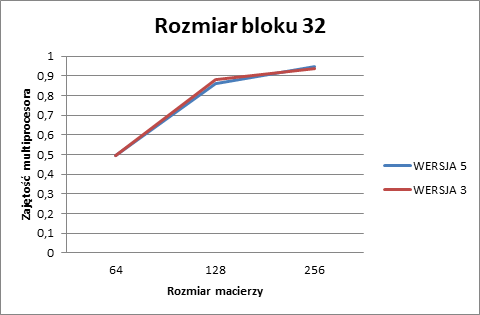 Rozmiar bloku 32
Zajętość multiprocesora
1
0,9
0,8
0,7
0,6
0,5
0,4
0,3
0,2
0,1
0
64 128 256
Rozmiar macierzy
WERSJA 5
WERSJA 3